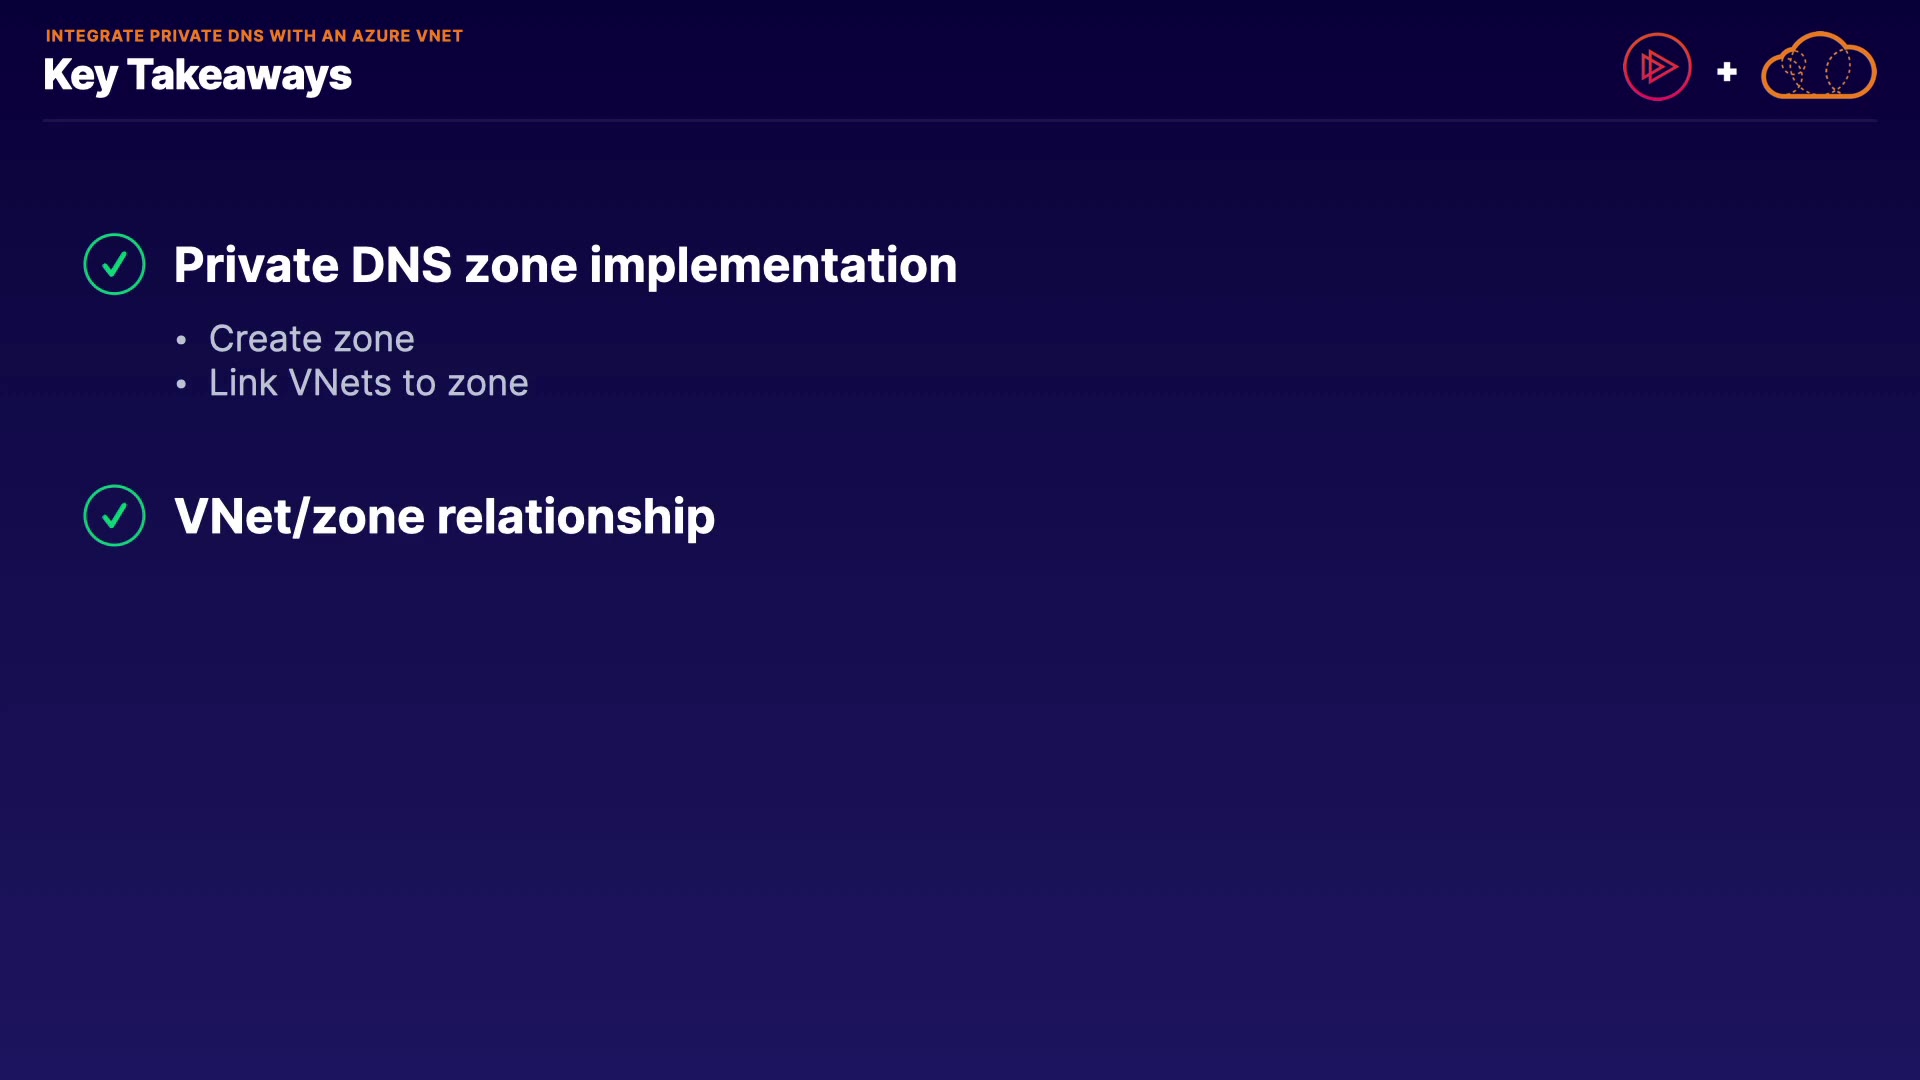 INTEGRATE PRIVATE DNS WITH AN AZURE VNET
Key Takeaways
Private DNS zone implementation
• Create zone
• Link VNets to zone
VNet/zone relationship